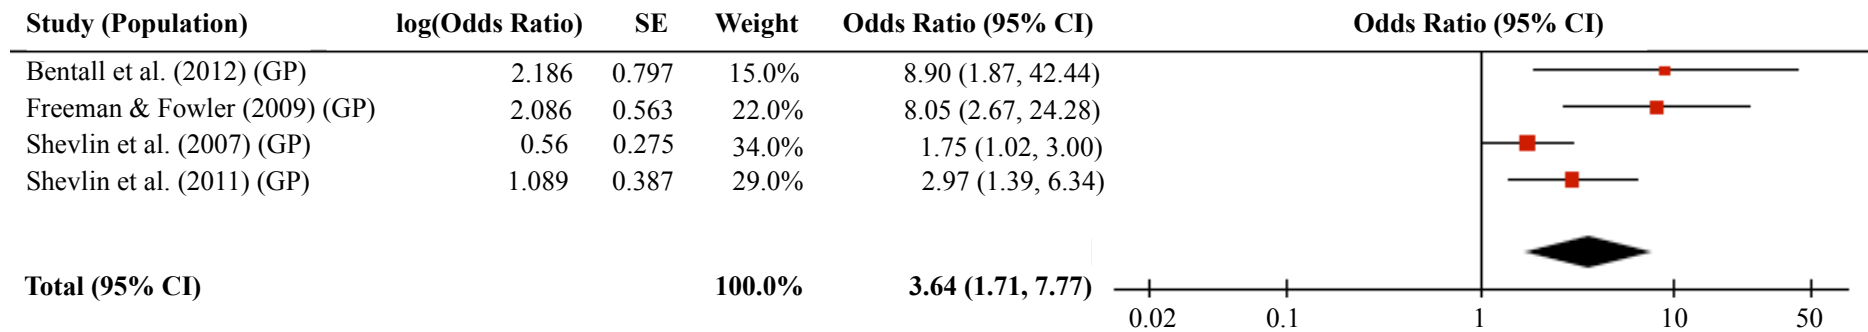 Study (Population) log(Odds Ratio) SE Weight Odds Ratio (95% CI) Odds Ratio (95% CI)
Bentall et al. (2012) (GP) 2.186 0.797 15.0% 8.90 (1.87, 42.44)
Freeman & Fowler (2009) (GP) 2.086 0.563 22.0% 8.05 (2.67, 24.28)
Shevlin et al. (2007) (GP) 0.56 0.275 34.0% 1.75 (1.02, 3.00)
Shevlin et al. (2011) (GP) 1.089 0.387 29.0% 2.97 (1.39, 6.34)
Total (95% CI) 100.0% 3.64 (1.71, 7.77)
0.02 0.1 1 10 50